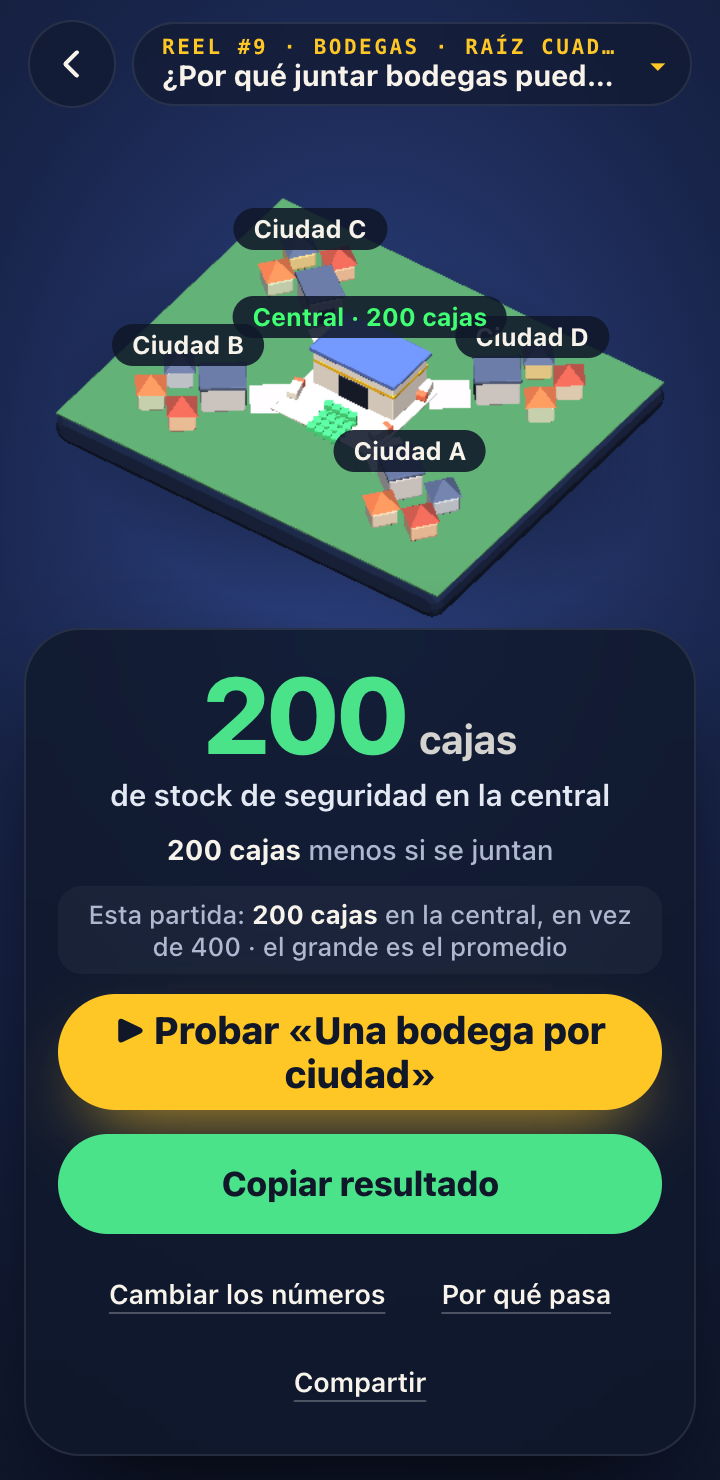 REEL #9 · BODEGAS · RAÍZ CUAD…
¿Por qué juntar bodegas pued...
Ciudad C
Central · 200 cajas
Ciudad B
Ciudad D
Ciudad A
200 cajas
de stock de seguridad en la central
200 cajas menos si se juntan
Esta partida: 200 cajas en la central, en vez
de 400 · el grande es el promedio
Probar «Una bodega por
ciudad»
Copiar resultado
Cambiar los números
Por qué pasa
Compartir